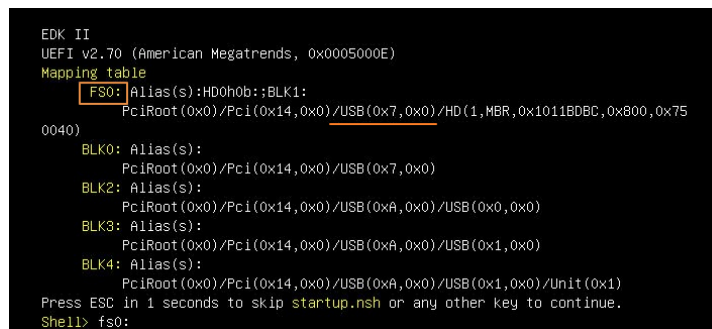 EDK II
UEFI v2.70 (American Megatrends, 0x0005000E)
Mapping table
FS0: Alias(s):HD0h0b:;BLK1:
PciRoot(0x0)/Pci(0x14,0x0)/USB(0x7,0x0)/HD(1,MBR,0x1011BDBC,0x800,0x75
0040)
BLK0: Alias(s):
PciRoot(0x0)/Pci(0x14,0x0)/USB(0x7,0x0)
BLK2: Alias(s):
PciRoot(0x0)/Pci(0x14,0x0)/USB(0xA,0x0)/USB(0x0,0x0)
BLK3: Alias(s):
PciRoot(0x0)/Pci(0x14,0x0)/USB(0xA,0x0)/USB(0x1,0x0)
BLK4: Alias(s):
PciRoot(0x0)/Pci(0x14,0x0)/USB(0xA,0x0)/USB(0x1,0x0)/Unit(0x1)
Press ESC in 1 seconds to skip startup.nsh or any other key to continue.
Shell> fs0: